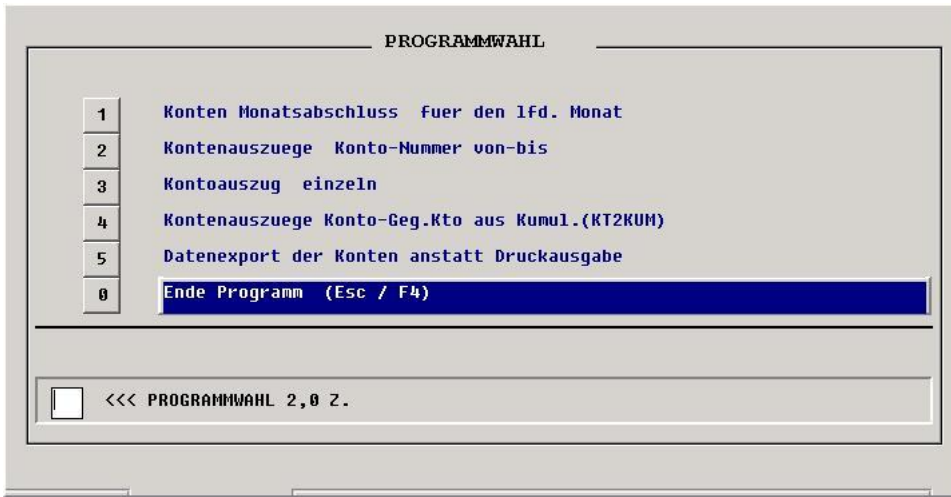 PROGRAMMWAHL
1 Konten Monatsabschluss fuer den lfd. Monat
2 Kontenauszuege Konto-Nummer von-bis
3 Kontoauszug einzeln
4 Kontenauszuege Konto-Geg.Kto aus Kumul.(KT2KUM)
5 Datenexport der Konten anstatt Druckausgabe
0 Ende Programm (Esc / F4)
<<< PROGRAMMWAHL 2,0 Z.